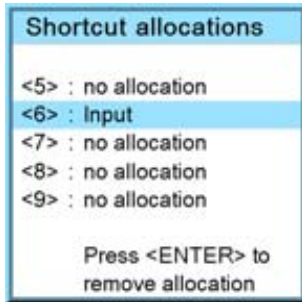 Shortcut allocations
<5> : no allocation
<6> : Input
<7> : no allocation
<8> : no allocation
<9> : no allocation
Press <ENTER> to
remove allocation